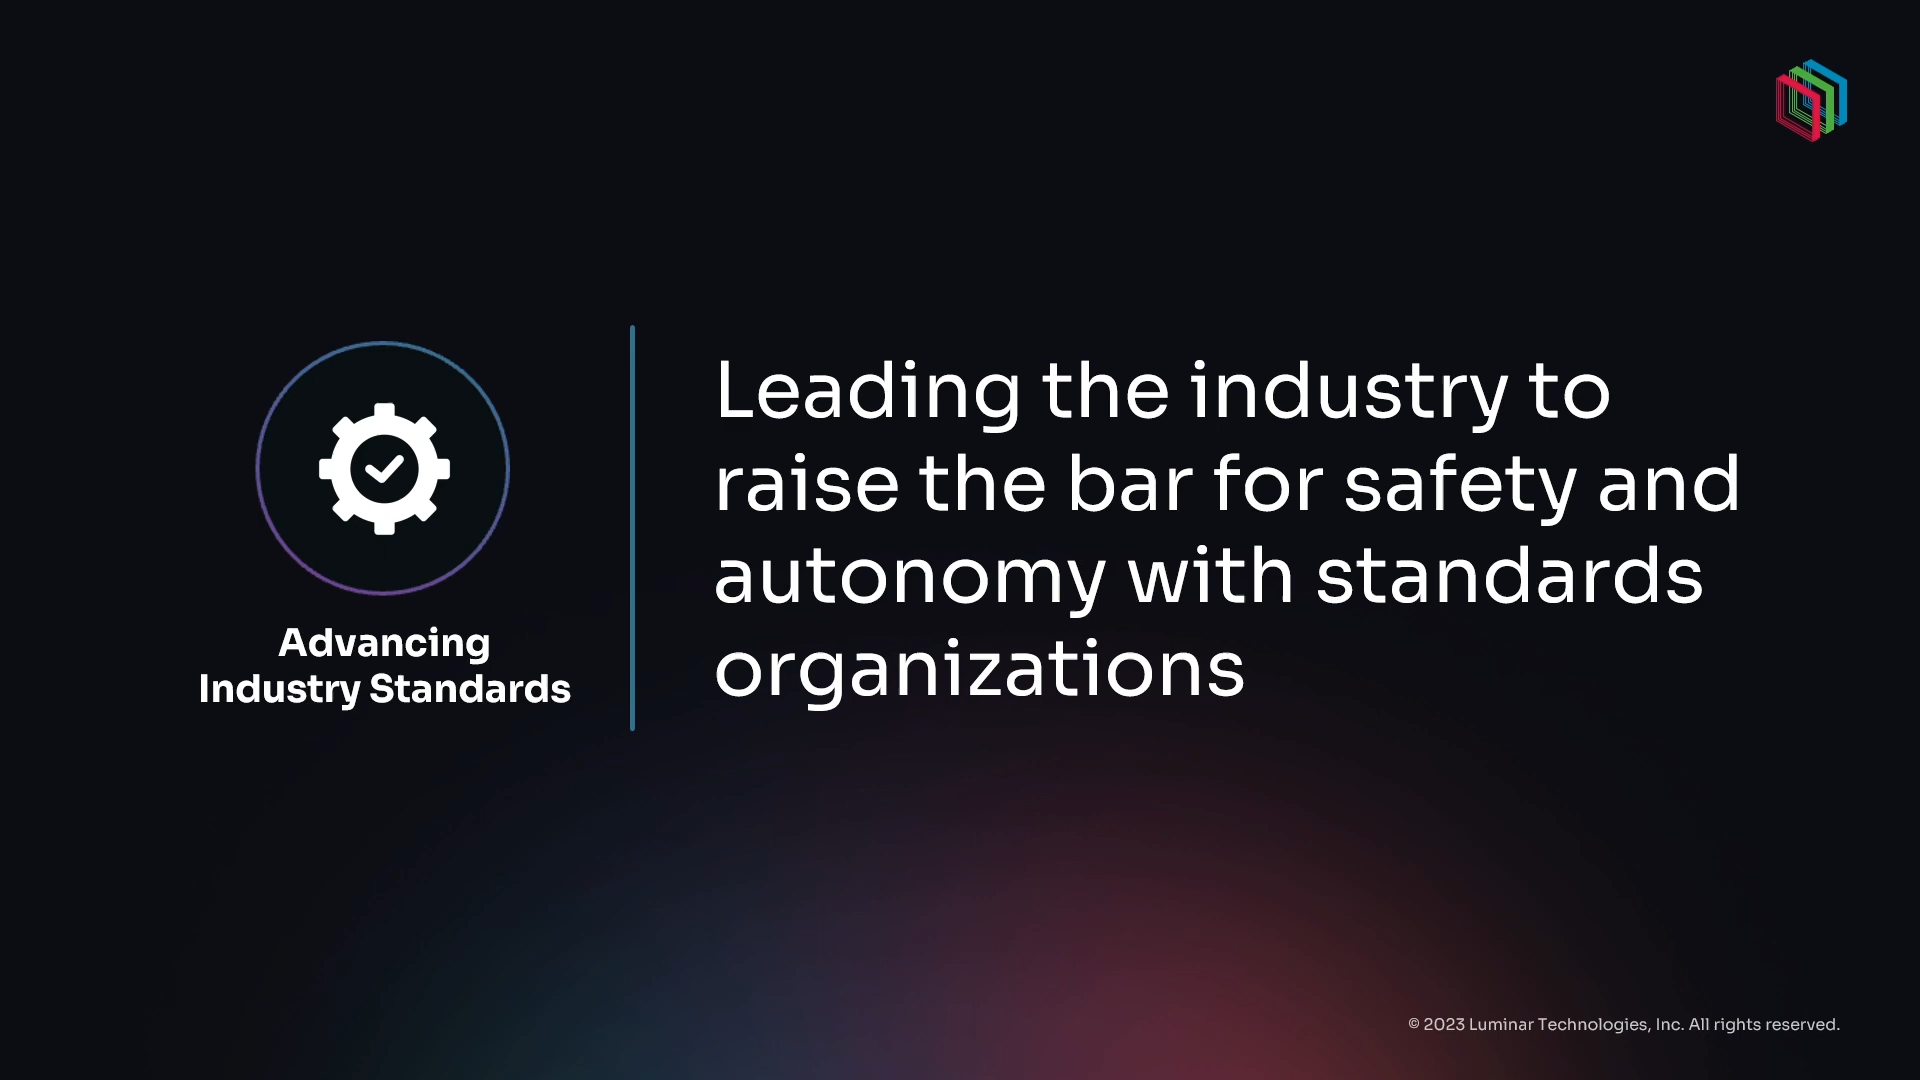 Advancing
Industry Standards
Leading the industry to
raise the bar for safety and
autonomy with standards
organizations
© 2023 Luminar Technologies, Inc. All rights reserved.